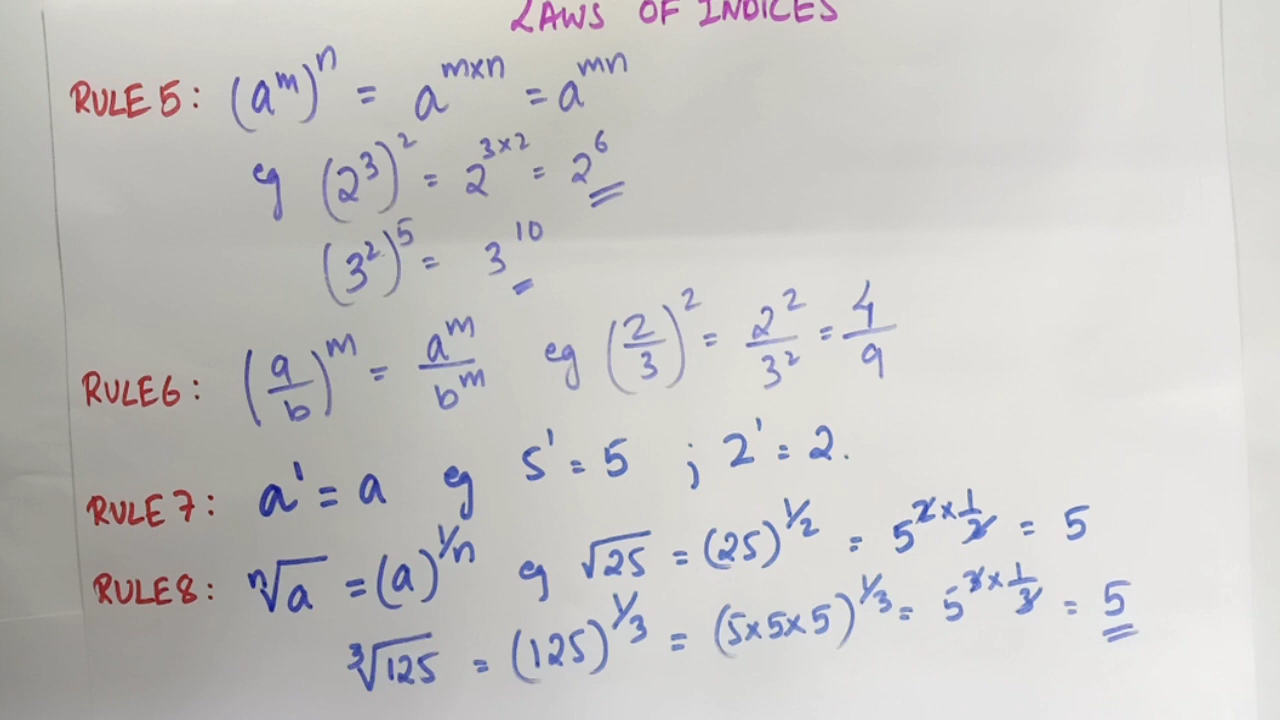 LAWS OF INDICES
RULE 5: (a^m)^n = a^(m×n) = a^(mn)
eg (2^3)^2 = 2^(3×2) = 2^6
(3^2)^5 = 3^10
RULE 6: (a/b)^m = a^m/b^m eg (2/3)^2 = 2^2/3^2 = 4/9
RULE 7: a^1 = a eg 5^1 = 5 ; 2^1 = 2.
RULE 8: ⁿ√a = (a)^(1/n) eg √25 = (25)^(1/2) = 5^(2×1/2) = 5
³√125 = (125)^(1/3) = (5×5×5)^(1/3) = 5^(3×1/3) = 5